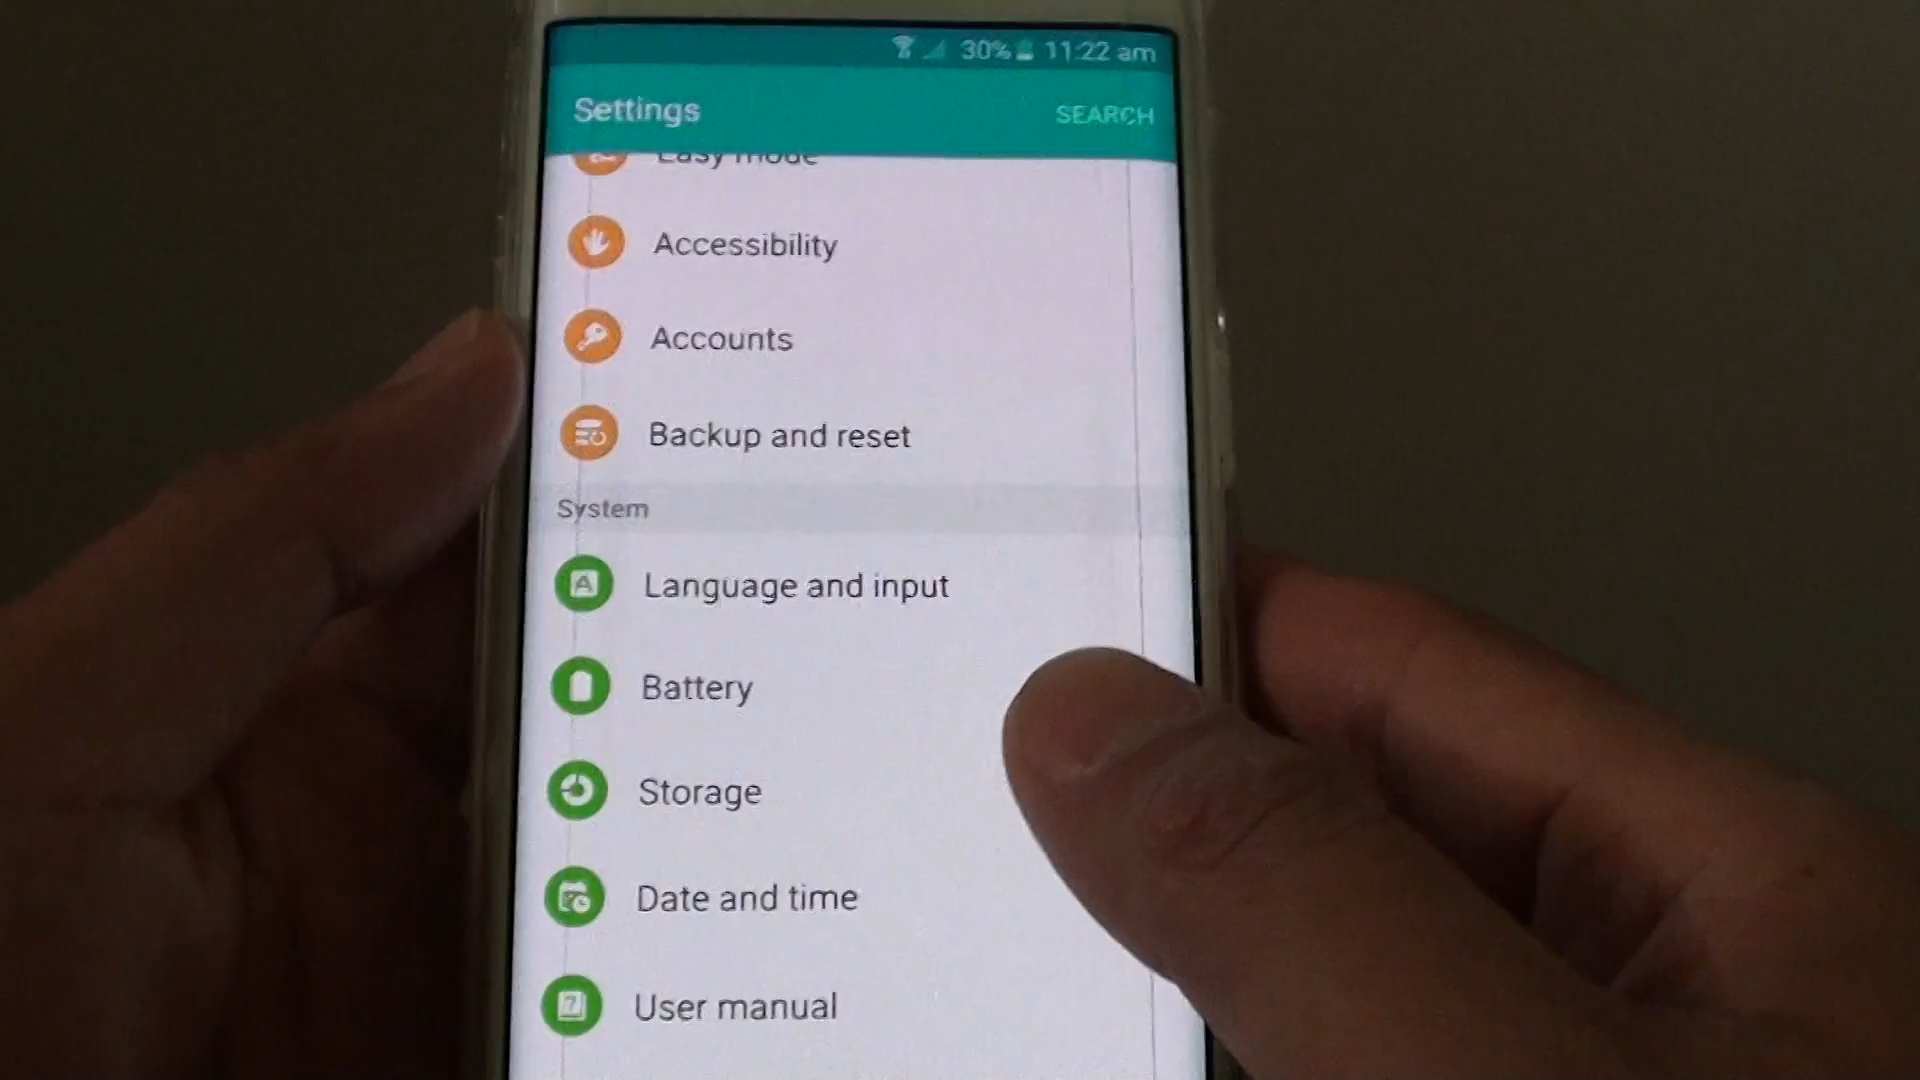 30% 11:22 am
Settings SEARCH
Easy mode
Accessibility
Accounts
Backup and reset
System
A Language and input
Battery
Storage
Date and time
? User manual